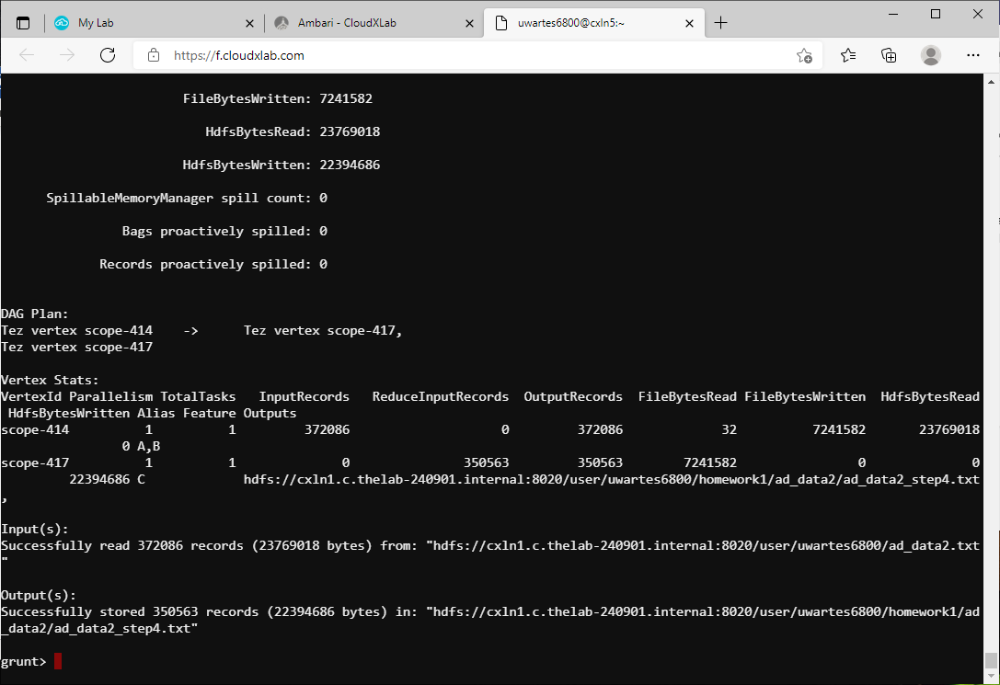 My Lab
Ambari - CloudXLab
uwartes6800@cxln5:~
https://f.cloudxlab.com
FileBytesWritten: 7241582
HdfsBytesRead: 23769018
HdfsBytesWritten: 22394686
SpillableMemoryManager spill count: 0
Bags proactively spilled: 0
Records proactively spilled: 0
DAG Plan:
Tez vertex scope-414    ->      Tez vertex scope-417,
Tez vertex scope-417
Vertex Stats:
VertexId Parallelism TotalTasks   InputRecords   ReduceInputRecords  OutputRecords  FileBytesRead FileBytesWritten  HdfsBytesRead
HdfsBytesWritten Alias Feature Outputs
scope-414          1          1         372086                    0         372086             32          7241582       23769018
0 A,B
scope-417          1          1              0               350563         350563        7241582                0              0
22394686 C             hdfs://cxln1.c.thelab-240901.internal:8020/user/uwartes6800/homework1/ad_data2/ad_data2_step4.txt
,
Input(s):
Successfully read 372086 records (23769018 bytes) from: "hdfs://cxln1.c.thelab-240901.internal:8020/user/uwartes6800/ad_data2.txt
"
Output(s):
Successfully stored 350563 records (22394686 bytes) in: "hdfs://cxln1.c.thelab-240901.internal:8020/user/uwartes6800/homework1/ad
_data2/ad_data2_step4.txt"
grunt>